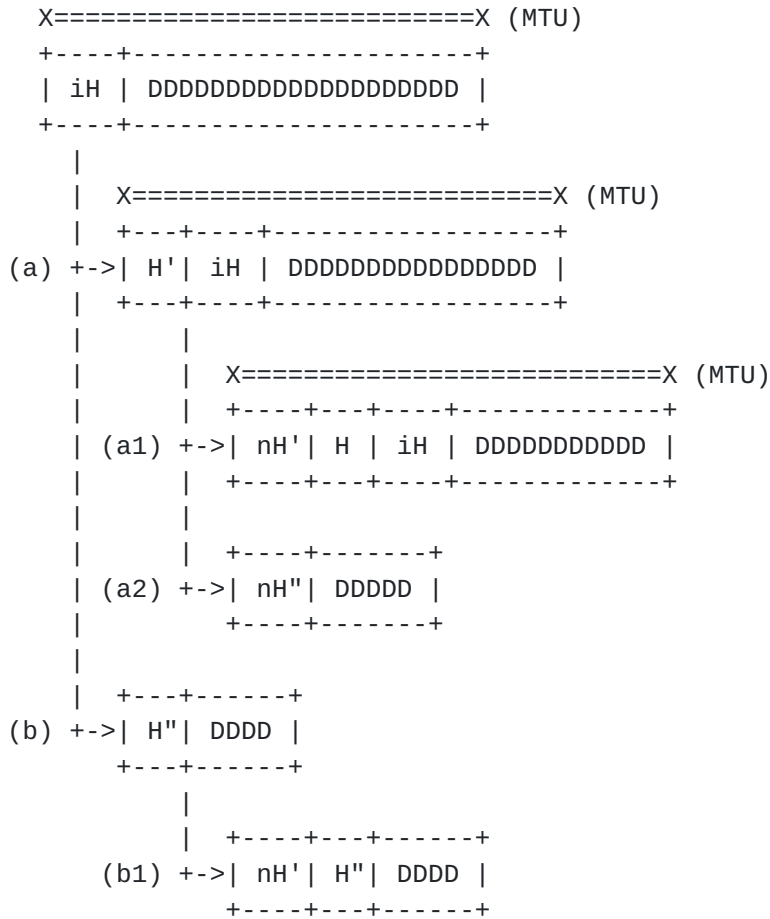 X===========================X (MTU)
+----+----------------------+
| iH | DDDDDDDDDDDDDDDDDDDD |
+----+----------------------+
|
| X===========================X (MTU)
| +---+----+------------------+
(a) +->| H'| iH | DDDDDDDDDDDDDDDD |
| +---+----+------------------+
| |
| | X===========================X (MTU)
| | +----+---+----+-------------+
| (a1) +->| nH'| H | iH | DDDDDDDDDDD |
| | +----+---+----+-------------+
| |
| | +----+-------+
| (a2) +->| nH"| DDDDD |
| +----+-------+
|
| +---+------+
(b) +->| H"| DDDD |
+---+------+
|
| +----+---+------+
(b1) +->| nH'| H"| DDDD |
+----+---+------+